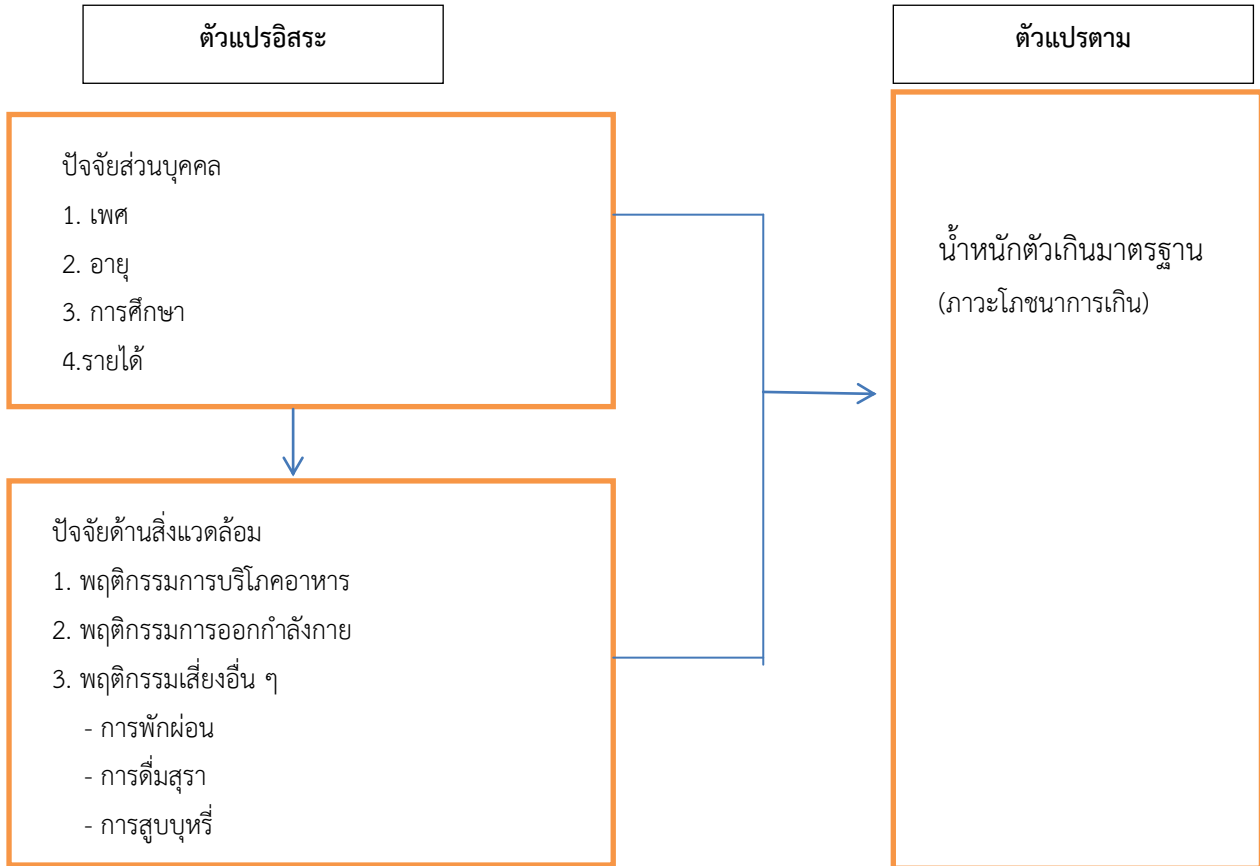 ตัวแปรอิสระ
ตัวแปรตาม
ปัจจัยส่วนบุคคล
1. เพศ
2. อายุ
3. การศึกษา
4.รายได้
น้ำหนักตัวเกินมาตรฐาน
(ภาวะโภชนาการเกิน)
ปัจจัยด้านสิ่งแวดล้อม
1. พฤติกรรมการบริโภคอาหาร
2. พฤติกรรมการออกกำลังกาย
3. พฤติกรรมเสี่ยงอื่น ๆ
- การพักผ่อน
- การดื่มสุรา
- การสูบบุหรี่